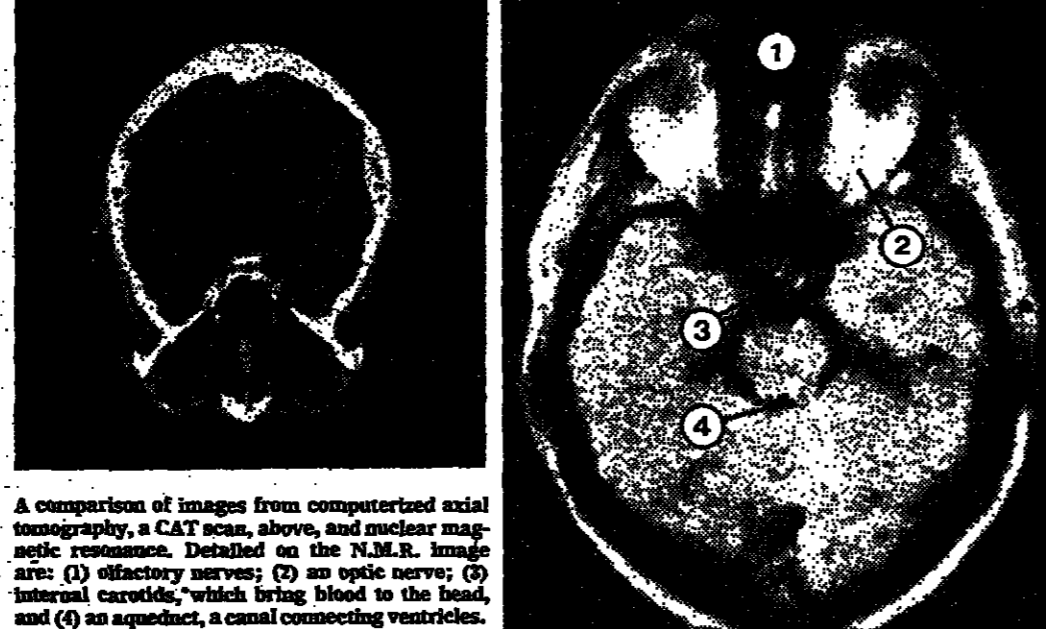 A comparison of images from computerized axial
tomography, a CAT scan, above, and nuclear mag-
netic resonance. Detailed on the N.M.R. image
are: (1) olfactory nerves; (2) an optic nerve; (3)
internal carotids, which bring blood to the head,
and (4) an aqueduct, a canal connecting ventricles.
1
2
3
4